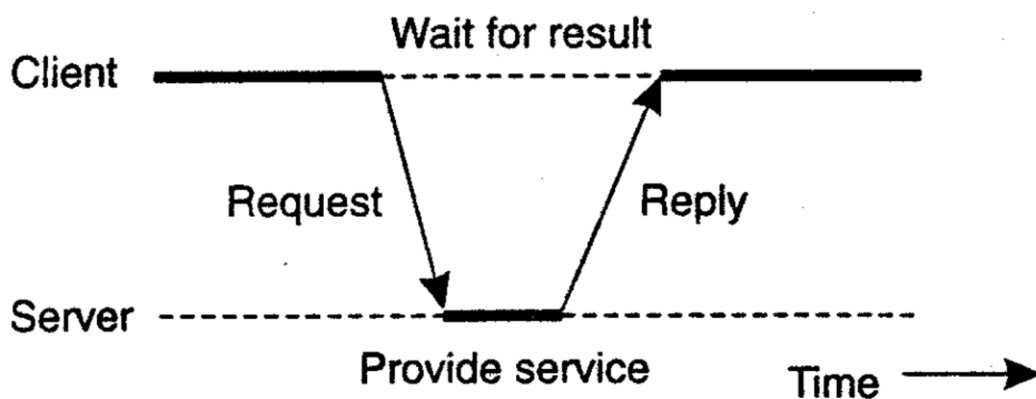 Wait for result
Client
Request
Reply
Server
Provide service
Time